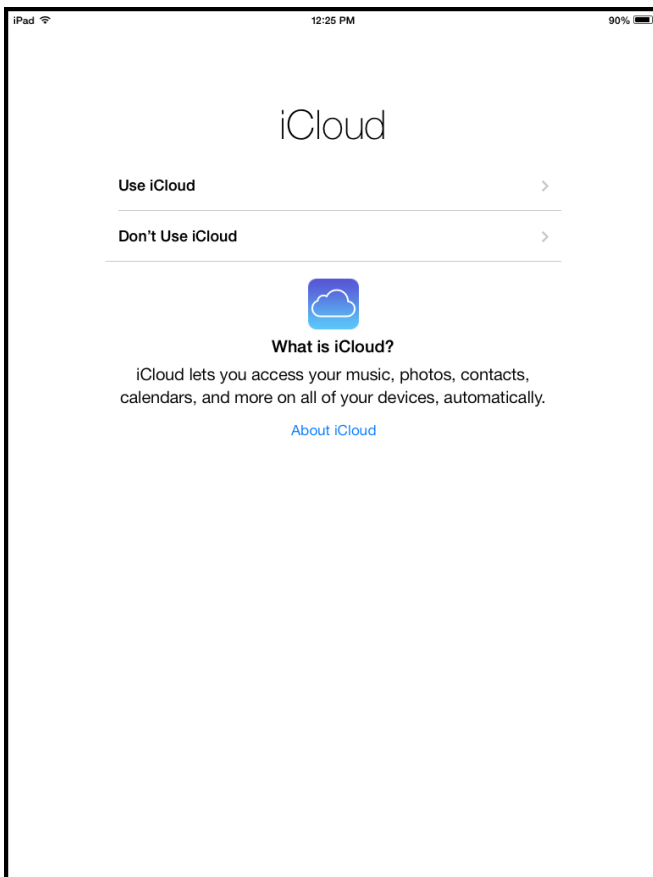 iPad 12:25 PM 90%
iCloud
Use iCloud
Don’t Use iCloud
What is iCloud?
iCloud lets you access your music, photos, contacts,
calendars, and more on all of your devices, automatically.
About iCloud